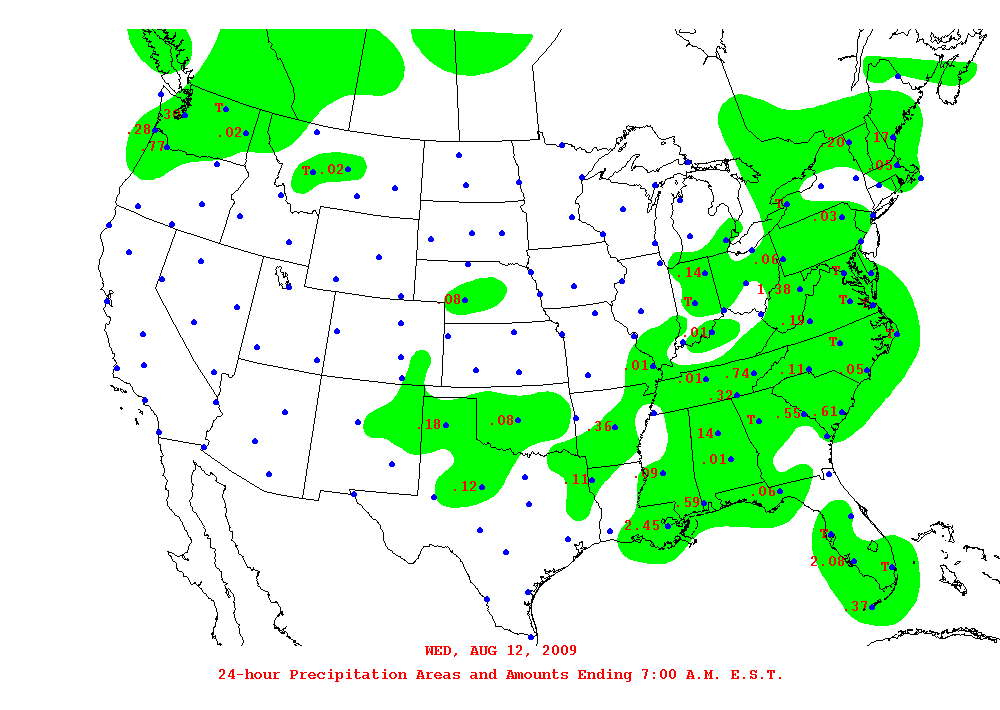 .28
.39
T
.02
.77
T .02
.20
.17
.05
T
.03
.14
.06
T
T
1.38
T
.08
.19
T
.01
T
.01
.01
.74
.11
.05
.32
.18
.08
.36
T
.55
.61
.14
.01
.09
.11
.12
.59
.06
2.45
T
2.08
T
.37
WED, AUG 12, 2009
24-hour Precipitation Areas and Amounts Ending 7:00 A.M. E.S.T.